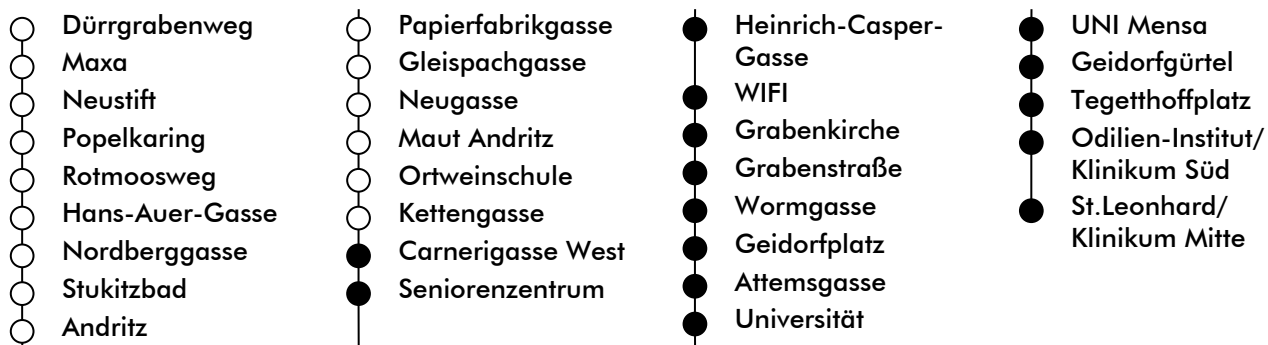 Dürrgrabenweg
Maxa
Neustift
Popelkaring
Rotmoosweg
Hans-Auer-Gasse
Nordberggasse
Stukitzbad
Andritz
Papierfabrikgasse
Gleispachgasse
Neugasse
Maut Andritz
Ortweinschule
Kettengasse
Carnerigasse West
Seniorenzentrum
Heinrich-Casper-
Gasse
WIFI
Grabenkirche
Grabenstraße
Wormgasse
Geidorfplatz
Attemsgasse
Universität
UNI Mensa
Geidorfgürtel
Tegetthoffplatz
Odilien-Institut/
Klinikum Süd
St.Leonhard/
Klinikum Mitte